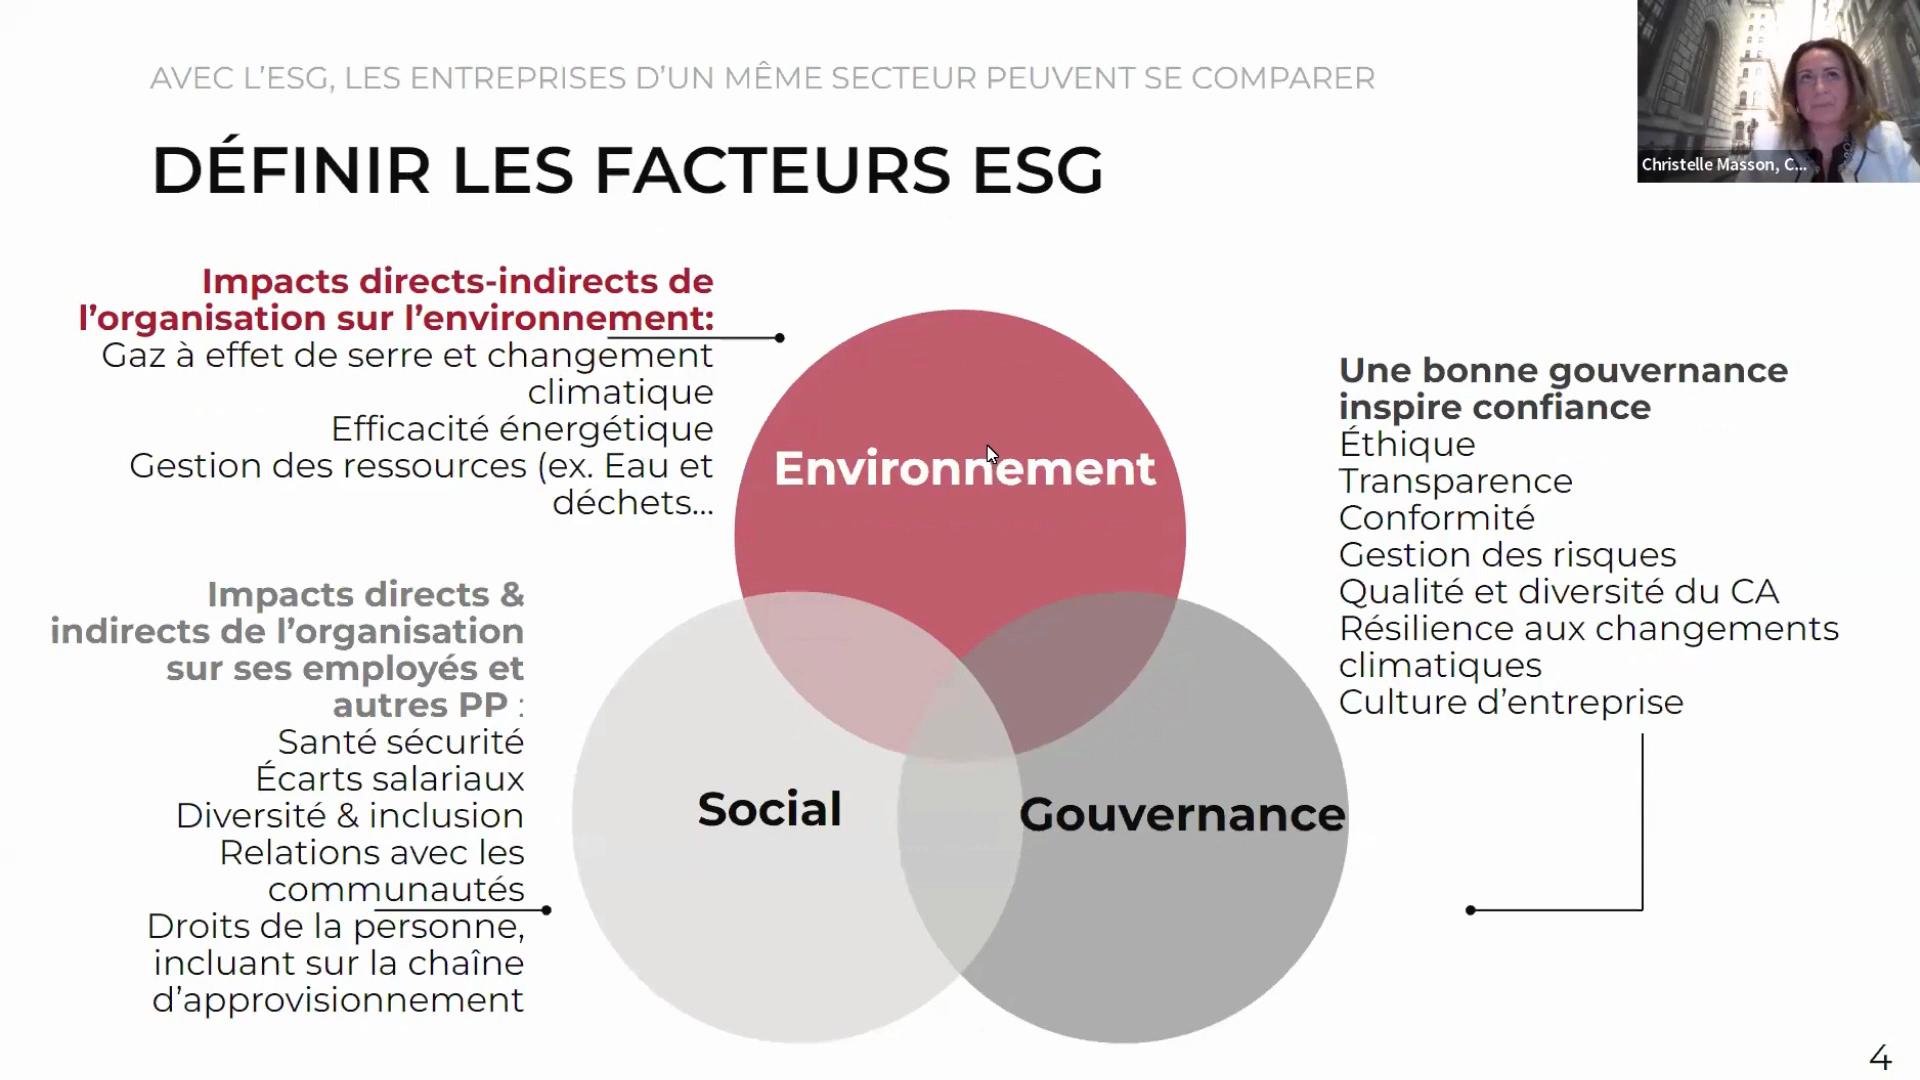 AVEC L’ESG, LES ENTREPRISES D’UN MÊME SECTEUR PEUVENT SE COMPARER
DÉFINIR LES FACTEURS ESG
Christelle Masson, C...
Impacts directs-indirects de
l’organisation sur l’environnement:
Gaz à effet de serre et changement
climatique
Efficacité énergétique
Gestion des ressources (ex. Eau et
déchets...
Environnement
Une bonne gouvernance
inspire confiance
Éthique
Transparence
Conformité
Gestion des risques
Qualité et diversité du CA
Résilience aux changements
climatiques
Culture d’entreprise
Impacts directs &
indirects de l’organisation
sur ses employés et
autres PP :
Santé sécurité
Écarts salariaux
Diversité & inclusion
Relations avec les
communautés
Droits de la personne,
incluant sur la chaîne
d’approvisionnement
Social
Gouvernance
4